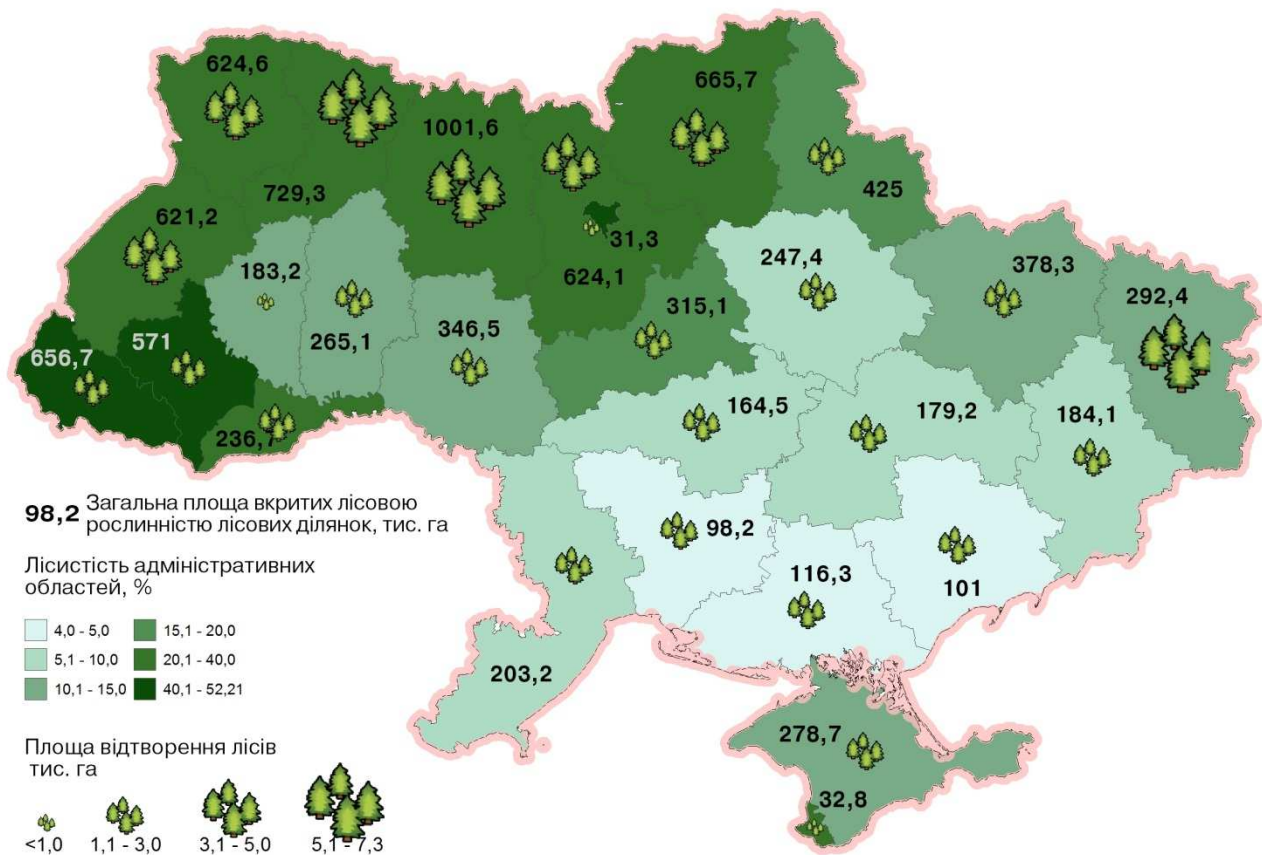 624,6
665,7
1001,6
729,3
425
621,2
31,3
247,4
183,2
624,1
378,3
315,1
292,4
346,5
265,1
571
656,7
164,5
179,2
184,1
236,7
98,2 Загальна площа вкритих лісовою
рослинністю лісових ділянок, тис. га
98,2
Лісистість адміністративних
областей, %
116,3
101
4,0 - 5,0 15,1 - 20,0
5,1 - 10,0 20,1 - 40,0
10,1 - 15,0 40,1 - 52,21
203,2
278,7
Площа відтворення лісів
тис. га
32,8
<1,0 1,1 - 3,0 3,1 - 5,0 5,1 - 7,3